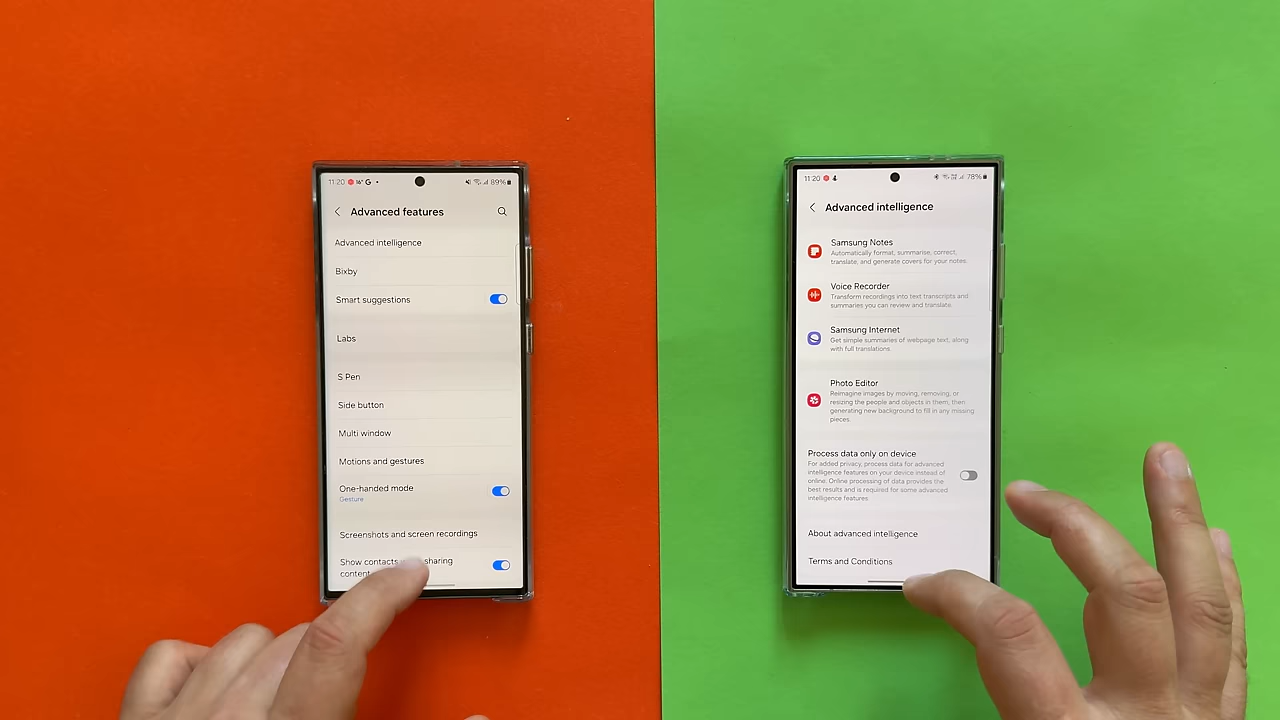 11:20
89%
Advanced features
Advanced intelligence
Bixby
Smart suggestions
Labs
S Pen
Side button
Multi window
Motions and gestures
One-handed mode
Gesture
Screenshots and screen recordings
Show contacts sharing
content
11:20
78%
Advanced intelligence
Samsung Notes
Automatically format, summarise, correct,
translate, and generate covers for your notes.
Voice Recorder
Transform recordings into text transcripts and
summaries you can review and translate.
Samsung Internet
Get simple summaries of webpage text, along
with full translations.
Photo Editor
Reimagine images by moving, removing, or
resizing the people and objects in them, then
generating new background to fill in any missing
pieces.
Process data only on device
For added privacy, process data for advanced
intelligence features on your device instead of
online. Online processing of data provides the
best results and is required for some advanced
intelligence features.
About advanced intelligence
Terms and Conditions